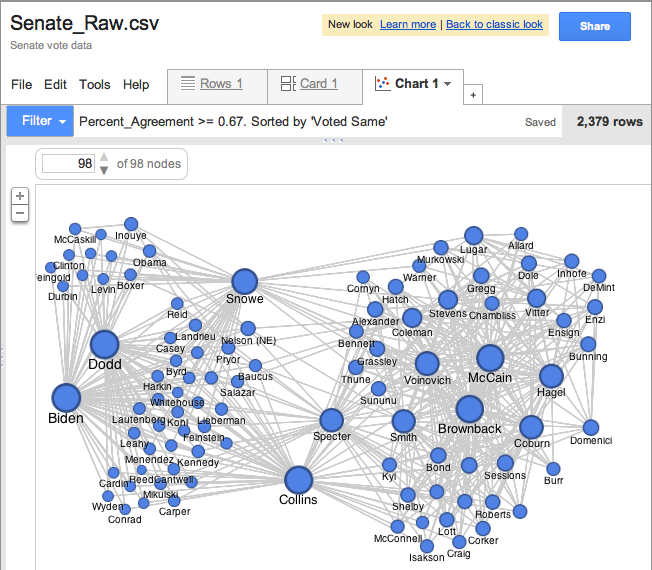 Senate_Raw.csv
Senate vote data
New look Learn more | Back to classic look
Share
File Edit Tools Help
Rows 1
Card 1
Chart 1
+
Filter
Percent_Agreement >= 0.67. Sorted by 'Voted Same'
Saved
2,379 rows
98 of 98 nodes
+
−
McCaskill
Inouye
Clinton
Obama
eingold
Levin
Boxer
Durbin
Snowe
Reid
Landrieu
Nelson (NE)
Casey
Pryor
Dodd
Byrd
Baucus
Harkin
Salazar
Biden
Whitehouse
Lautenberg
Kohl
Lieberman
Leahy
Feinstein
Menendez
Kennedy
Cardin
Reed
Cantwell
Mikulski
Wyden
Carper
Conrad
Specter
Collins
Lugar
Allard
Murkowski
Warner
Gregg
Dole
Inhofe
DeMint
Cornyn
Hatch
Stevens
Chambliss
Vitter
Enzi
Alexander
Coleman
Ensign
Bennett
Grassley
Bunning
Thune
Voinovich
McCain
Hagel
Sununu
Smith
Brownback
Coburn
Domenici
Kyl
Bond
Sessions
Burr
Shelby
Roberts
McConnell
Lott
Corker
Isakson
Craig